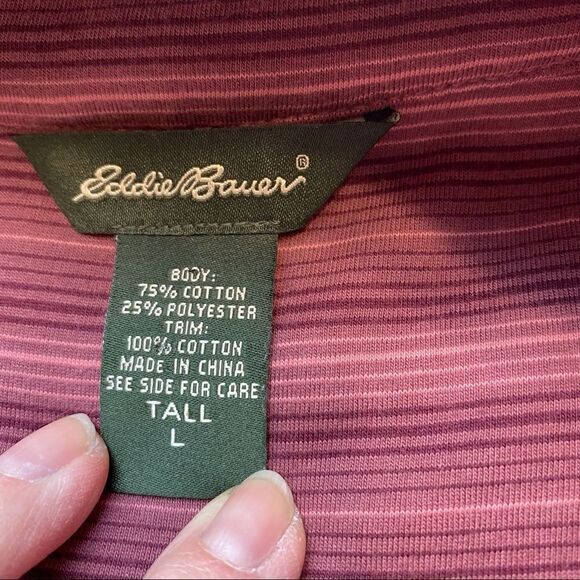 Eddie Bauer®
BODY:
75% COTTON
25% POLYESTER
TRIM:
100% COTTON
MADE IN CHINA
SEE SIDE FOR CARE
TALL
L